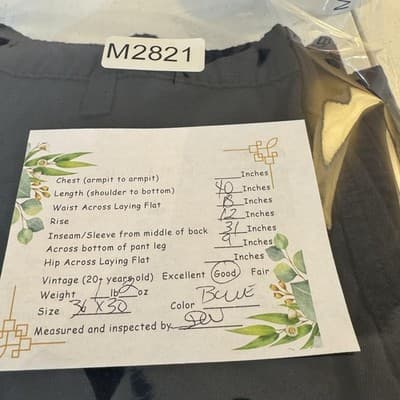 M2821
Chest (armpit to armpit) ____ Inches
Length (shoulder to bottom) 40 Inches
Waist Across Laying Flat 18 Inches
Rise 12 Inches
Inseam/Sleeve from middle of back 31 Inches
Across bottom of pant leg 9 Inches
Hip Across Laying Flat ____ Inches
Vintage (20+ years old) Excellent Good Fair
Weight ____ lb 2 oz
Size 36 X 30 Color BLUE
Measured and inspected by